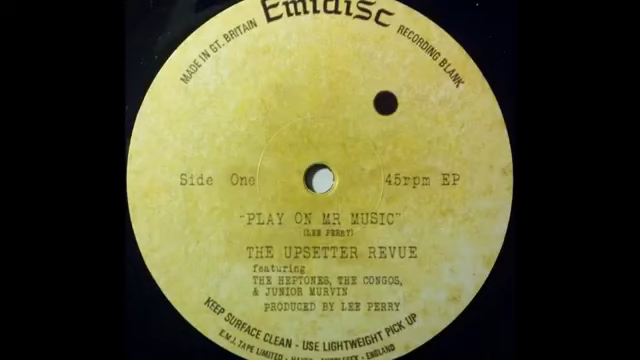 Emidisc
MADE IN GT. BRITAIN
RECORDING BLANK
Side One
45rpm EP
"PLAY ON MR MUSIC"
(LEE PERRY)
THE UPSETTER REVUE
featuring
THE HEPTONES, THE CONGOS,
& JUNIOR MURVIN
PRODUCED BY LEE PERRY
KEEP SURFACE CLEAN - USE LIGHTWEIGHT PICK UP
E.M.I. TAPE LIMITED - HAYES - MIDDLESEX - ENGLAND